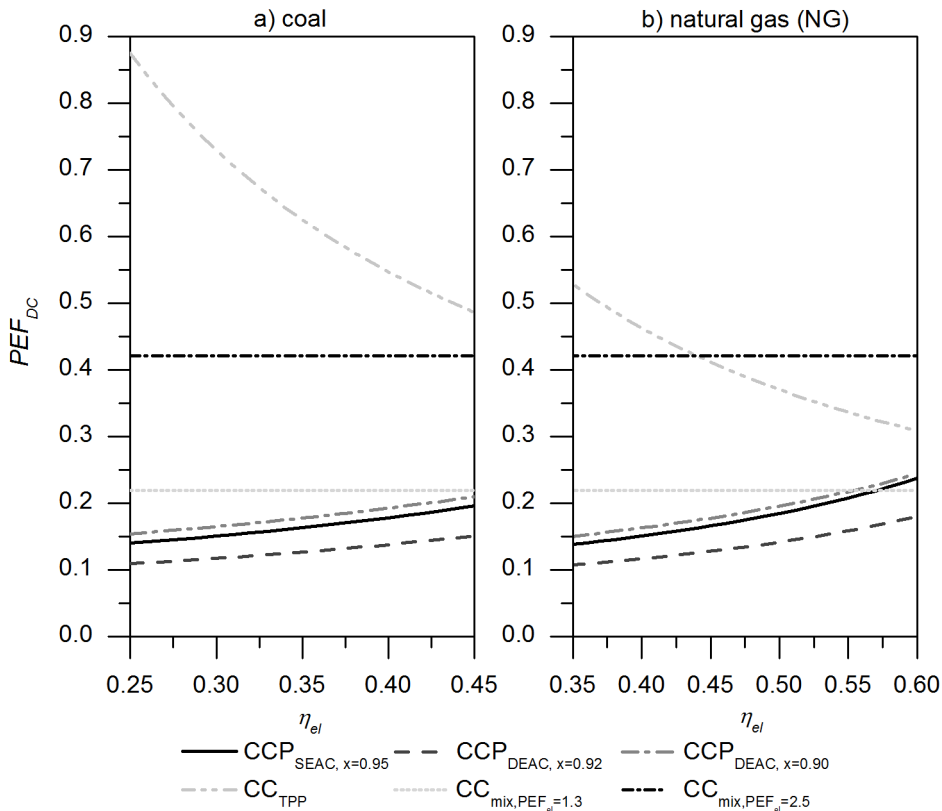 a) coal
b) natural gas (NG)
PEF_DC
0.9
0.8
0.7
0.6
0.5
0.4
0.3
0.2
0.1
0.0
0.9
0.8
0.7
0.6
0.5
0.4
0.3
0.2
0.1
0.0
0.25 0.30 0.35 0.40 0.45
0.35 0.40 0.45 0.50 0.55 0.60
η_el
η_el
CCP_SEAC, x=0.95 CCP_DEAC, x=0.92 CCP_DEAC, x=0.90
CC_TPP CC_mix,PEF_el=1.3 CC_mix,PEF_el=2.5